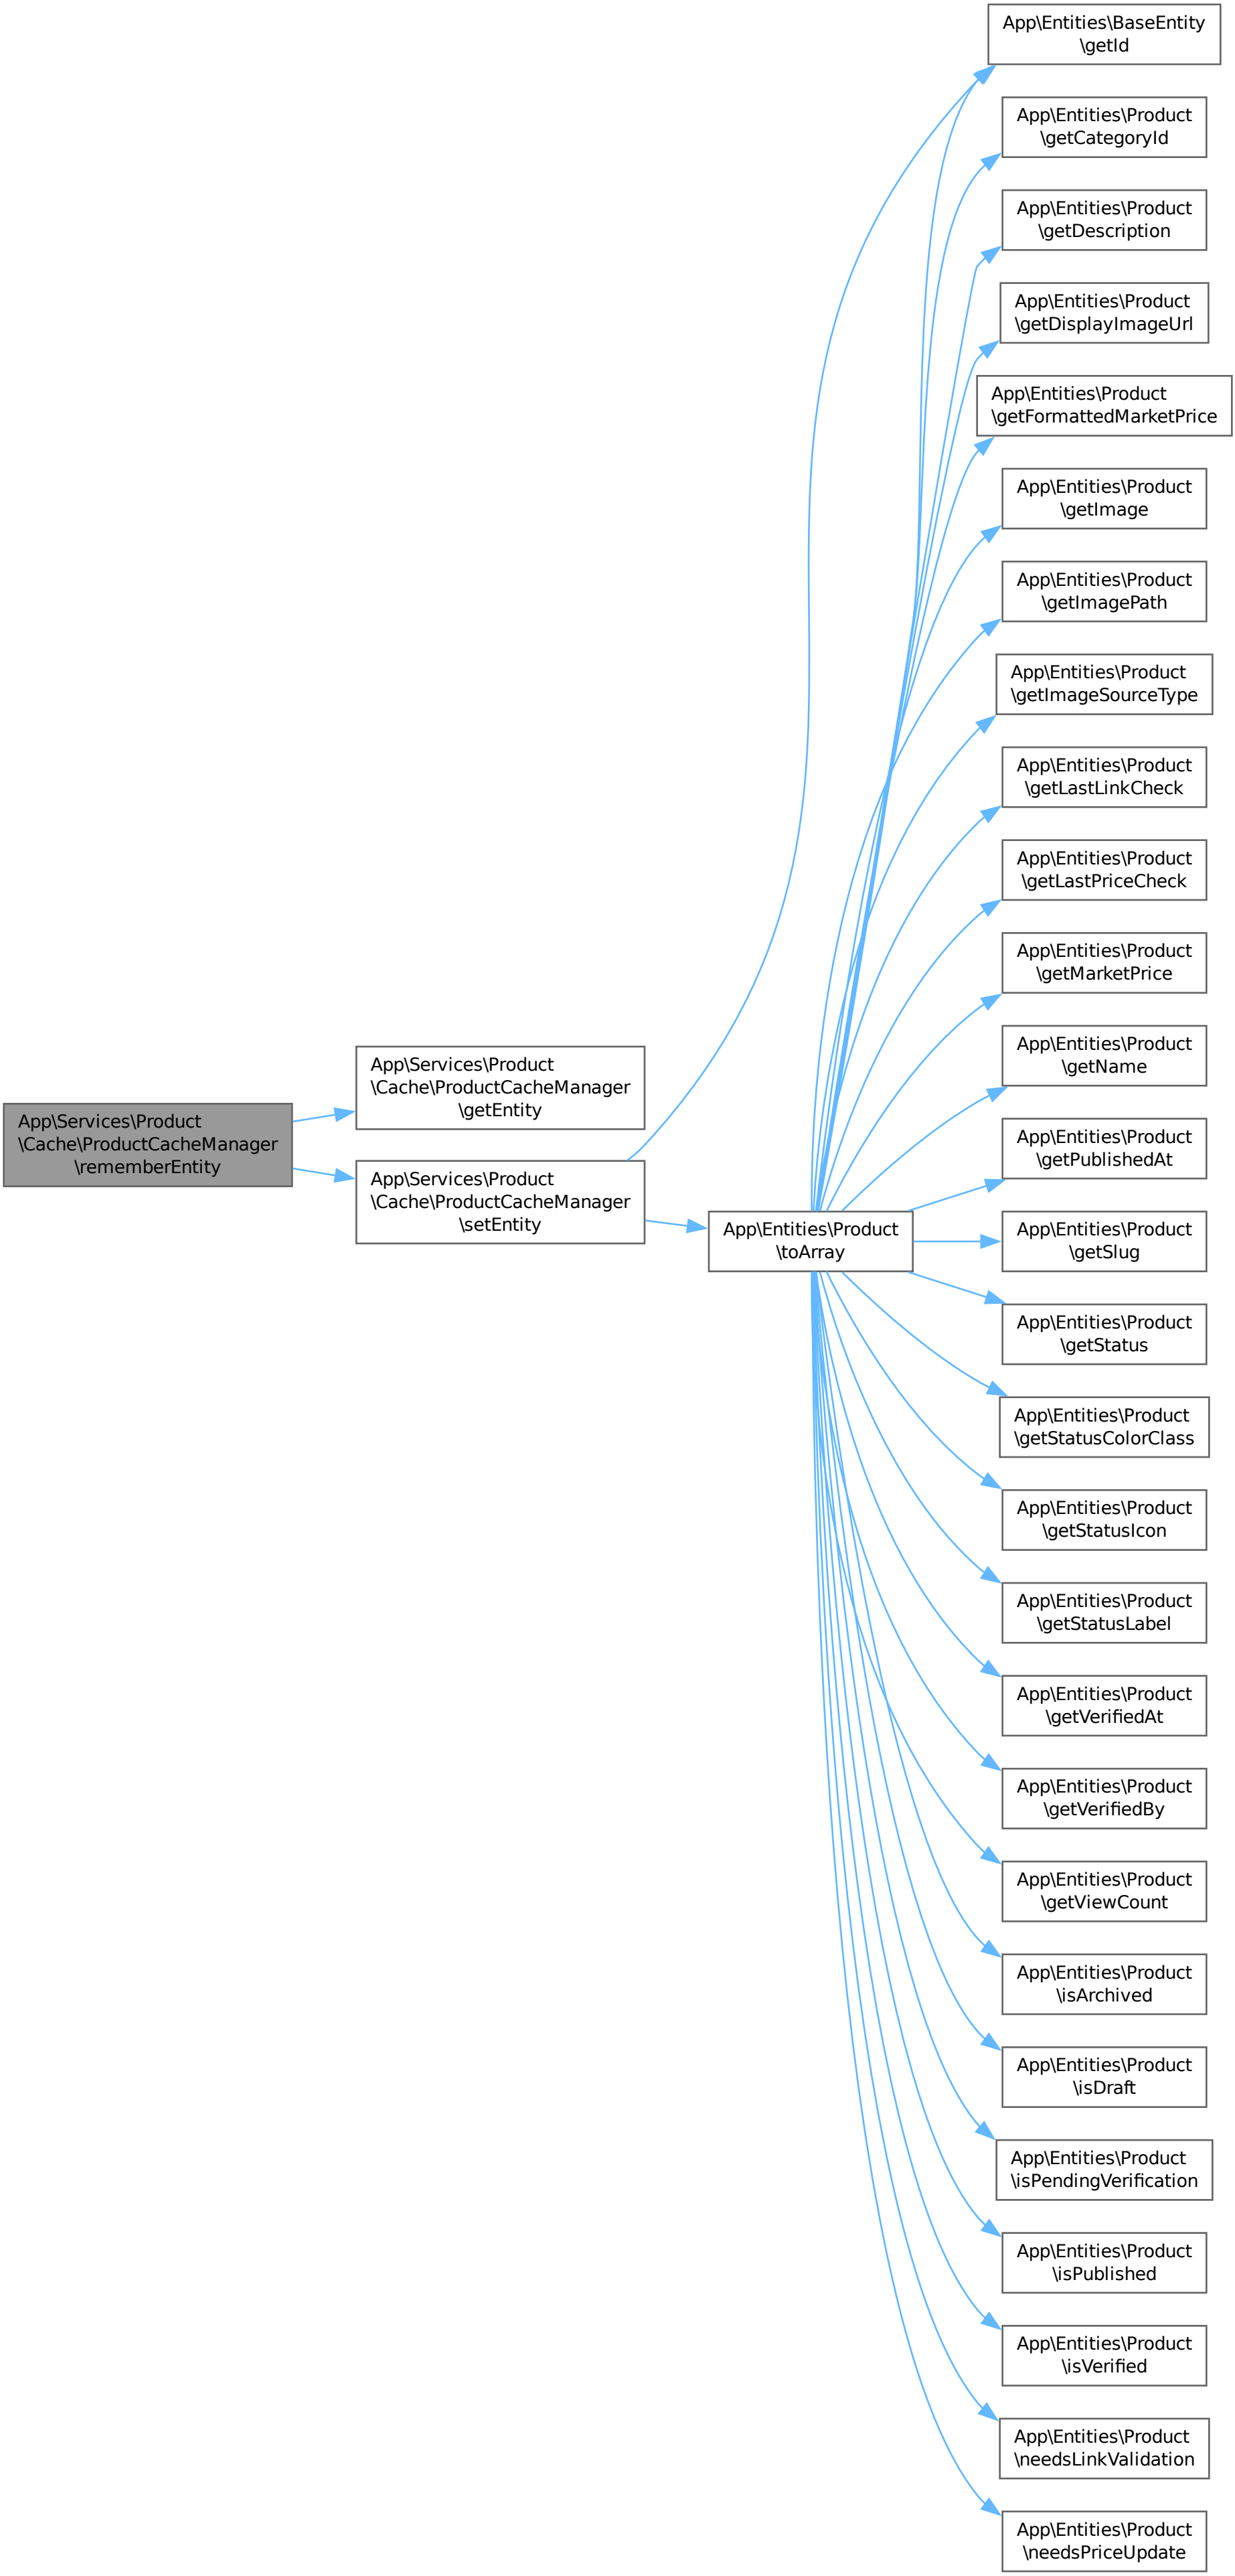 App\Entities\BaseEntity
\getId
App\Entities\Product
\getCategoryId
App\Entities\Product
\getDescription
App\Entities\Product
\getDisplayImageUrl
App\Entities\Product
\getFormattedMarketPrice
App\Entities\Product
\getImage
App\Entities\Product
\getImagePath
App\Entities\Product
\getImageSourceType
App\Entities\Product
\getLastLinkCheck
App\Entities\Product
\getLastPriceCheck
App\Entities\Product
\getMarketPrice
App\Entities\Product
\getName
App\Services\Product
\Cache\ProductCacheManager
\getEntity
App\Services\Product
\Cache\ProductCacheManager
\rememberEntity
App\Entities\Product
\getPublishedAt
App\Services\Product
\Cache\ProductCacheManager
\setEntity
App\Entities\Product
\toArray
App\Entities\Product
\getSlug
App\Entities\Product
\getStatus
App\Entities\Product
\getStatusColorClass
App\Entities\Product
\getStatusIcon
App\Entities\Product
\getStatusLabel
App\Entities\Product
\getVerifiedAt
App\Entities\Product
\getVerifiedBy
App\Entities\Product
\getViewCount
App\Entities\Product
\isArchived
App\Entities\Product
\isDraft
App\Entities\Product
\isPendingVerification
App\Entities\Product
\isPublished
App\Entities\Product
\isVerified
App\Entities\Product
\needsLinkValidation
App\Entities\Product
\needsPriceUpdate